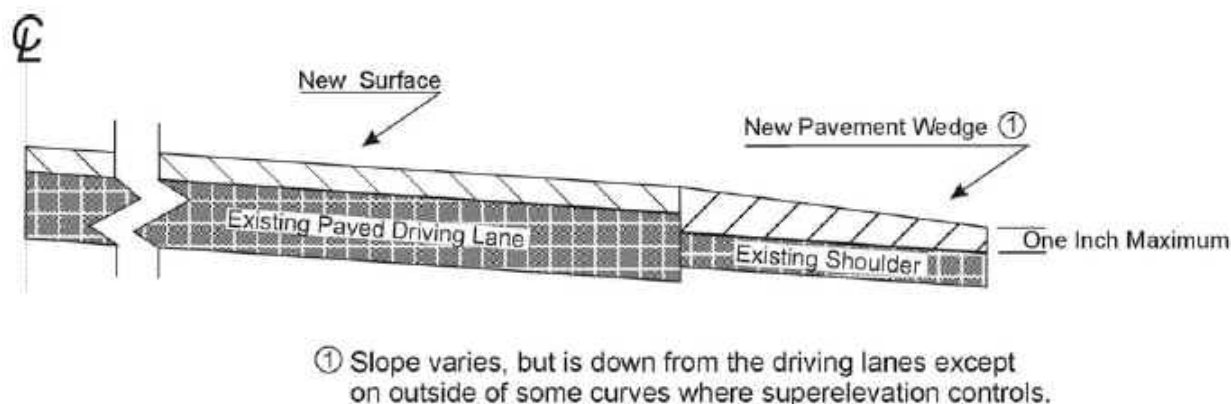 ℄
New Surface
New Pavement Wedge ①
Existing Paved Driving Lane
One Inch Maximum
Existing Shoulder
① Slope varies, but is down from the driving lanes except
on outside of some curves where superelevation controls.